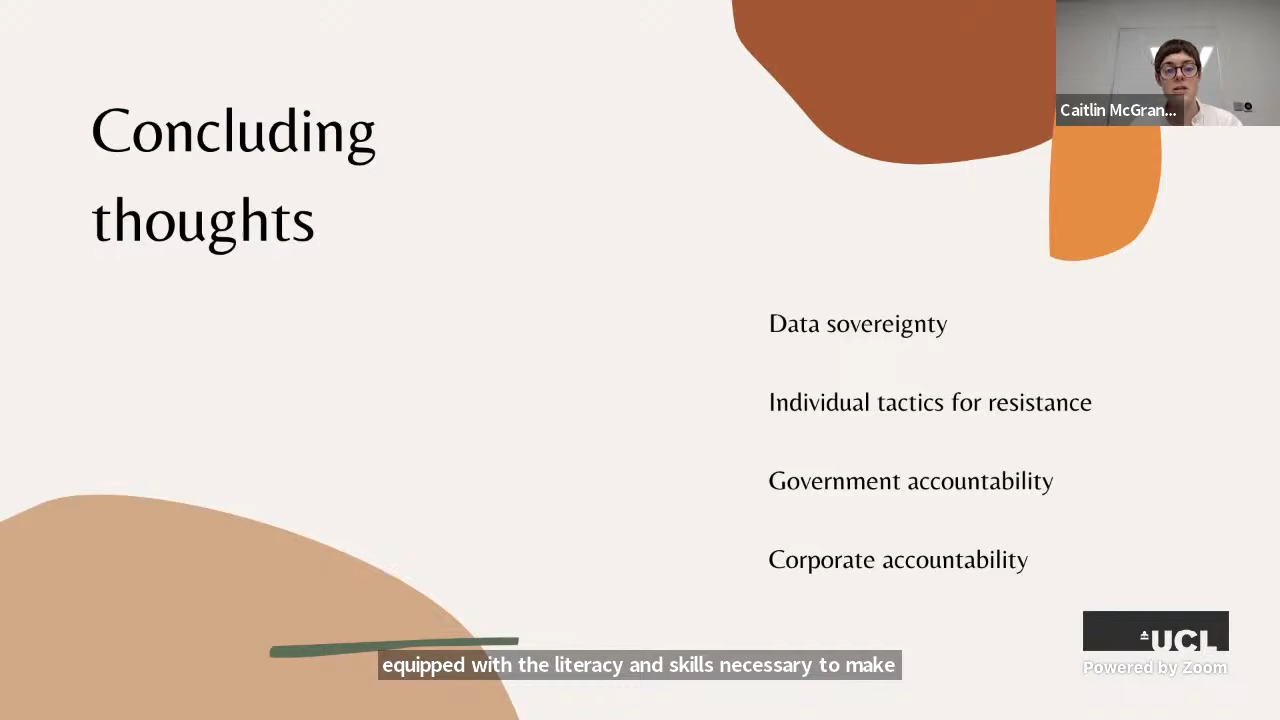 Concluding
thoughts
Caitlin McGran...
Data sovereignty
Individual tactics for resistance
Government accountability
Corporate accountability
UCL
Powered by Zoom
equipped with the literacy and skills necessary to make